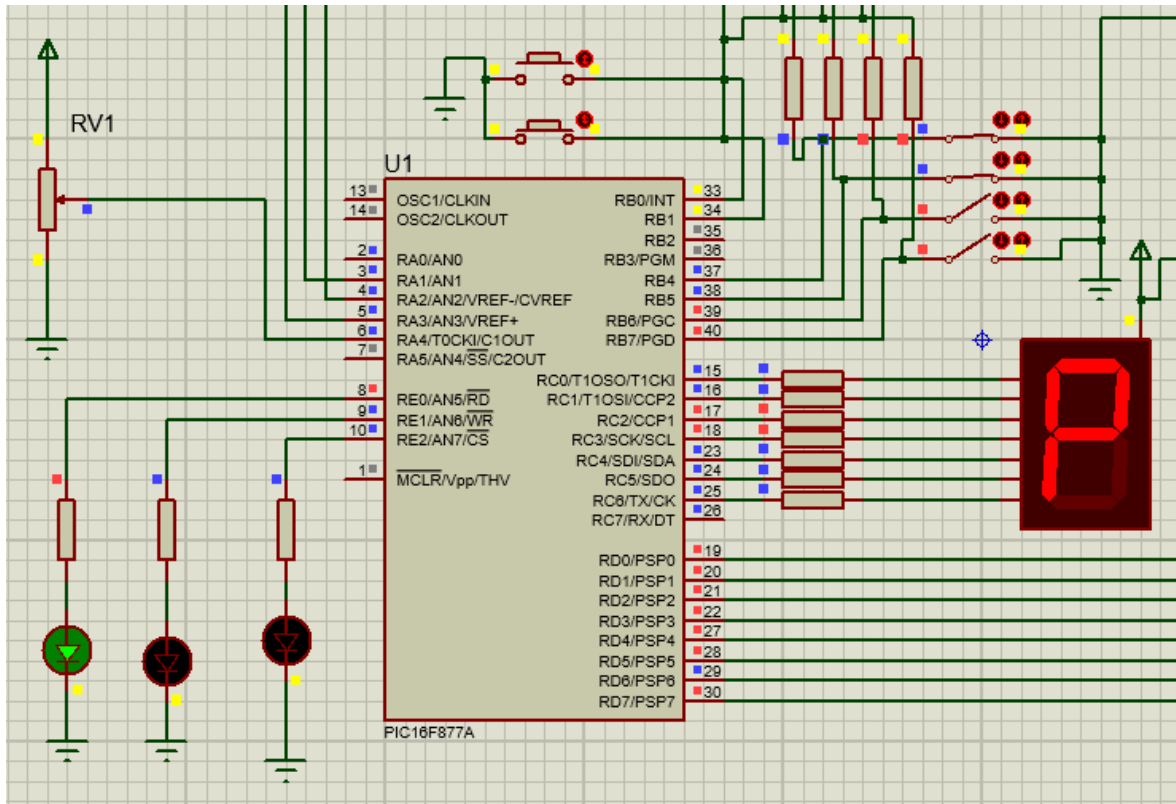 RV1
U1
13 OSC1/CLKIN
14 OSC2/CLKOUT
2 RA0/AN0
3 RA1/AN1
4 RA2/AN2/VREF-/CVREF
5 RA3/AN3/VREF+
6 RA4/T0CKI/C1OUT
7 RA5/AN4/SS/C2OUT
8 RE0/AN5/RD
9 RE1/AN6/WR
10 RE2/AN7/CS
1 MCLR/Vpp/THV
RB0/INT 33
RB1 34
RB2 35
RB3/PGM 36
RB4 37
RB5 38
RB6/PGC 39
RB7/PGD 40
RC0/T1OSO/T1CKI 15
RC1/T1OSI/CCP2 16
RC2/CCP1 17
RC3/SCK/SCL 18
RC4/SDI/SDA 23
RC5/SDO 24
RC6/TX/CK 25
RC7/RX/DT 26
RD0/PSP0 19
RD1/PSP1 20
RD2/PSP2 21
RD3/PSP3 22
RD4/PSP4 27
RD5/PSP5 28
RD6/PSP6 29
RD7/PSP7 30
PIC16F877A
P